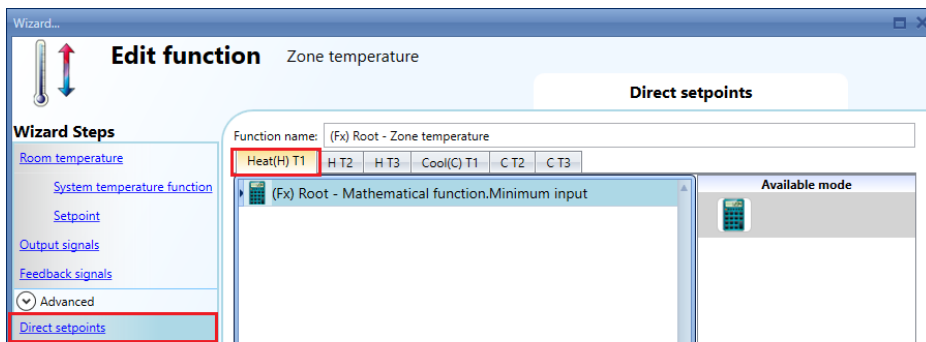 Wizard...
Edit function Zone temperature
Direct setpoints
Wizard Steps
Room temperature
System temperature function
Setpoint
Output signals
Feedback signals
Advanced
Direct setpoints
Function name: (Fx) Root - Zone temperature
Heat(H) T1 H T2 H T3 Cool(C) T1 C T2 C T3
(Fx) Root - Mathematical function.Minimum input
Available mode